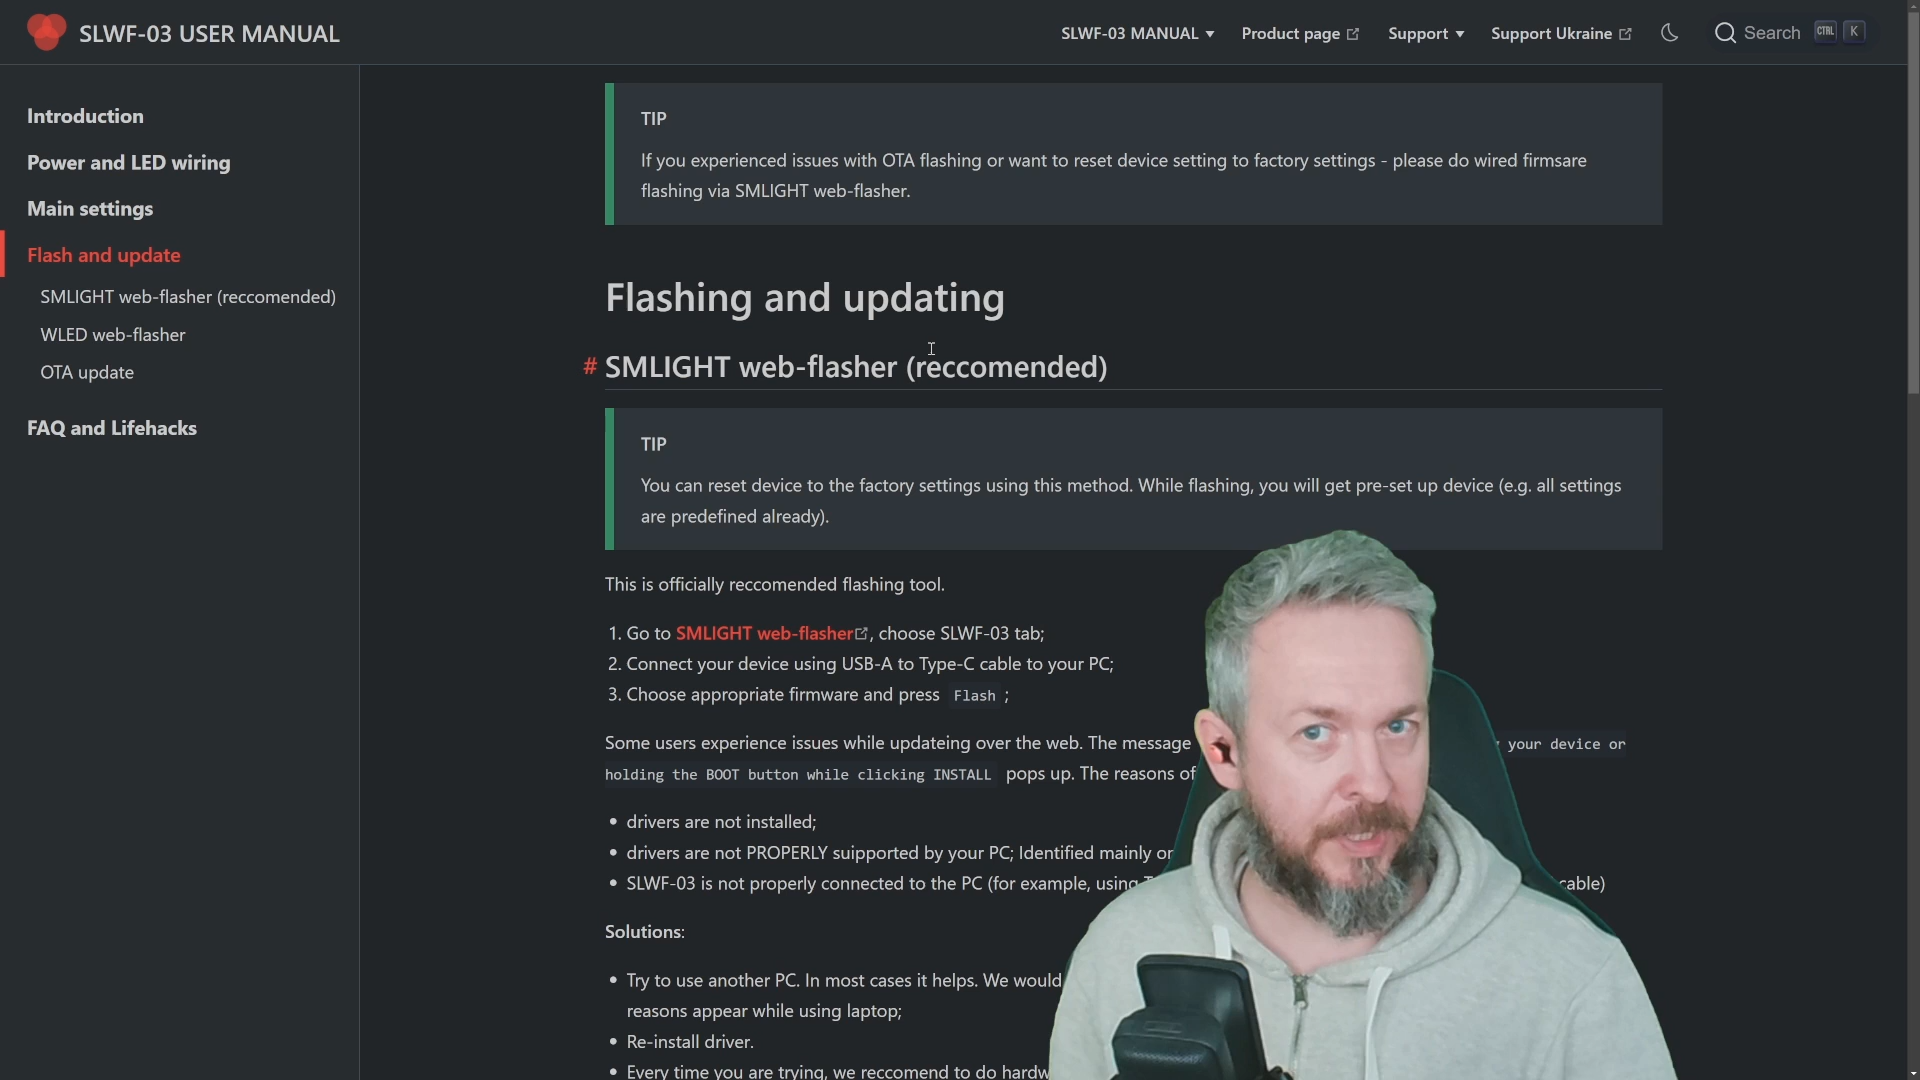 SLWF-03 USER MANUAL
SLWF-03 MANUAL
Product page
Support
Support Ukraine
Search
CTRL
K
Introduction
Power and LED wiring
Main settings
Flash and update
SMLIGHT web-flasher (reccomended)
WLED web-flasher
OTA update
FAQ and Lifehacks
TIP
If you experienced issues with OTA flashing or want to reset device setting to factory settings - please do wired firmsare
flashing via SMLIGHT web-flasher.
Flashing and updating
# SMLIGHT web-flasher (reccomended)
TIP
You can reset device to the factory settings using this method. While flashing, you will get pre-set up device (e.g. all settings
are predefined already).
This is officially reccomended flashing tool.
1. Go to SMLIGHT web-flasher, choose SLWF-03 tab;
2. Connect your device using USB-A to Type-C cable to your PC;
3. Choose appropriate firmware and press Flash ;
Some users experience issues while updateing over the web. The message your device or
holding the BOOT button while clicking INSTALL pops up. The reasons of
• drivers are not installed;
• drivers are not PROPERLY suipported by your PC; Identified mainly
• SLWF-03 is not properly connected to the PC (for example, using cable)
Solutions:
• Try to use another PC. In most cases it helps. We would
reasons appear while using laptop;
• Re-install driver.
• Every time you are trying, we reccomend to do